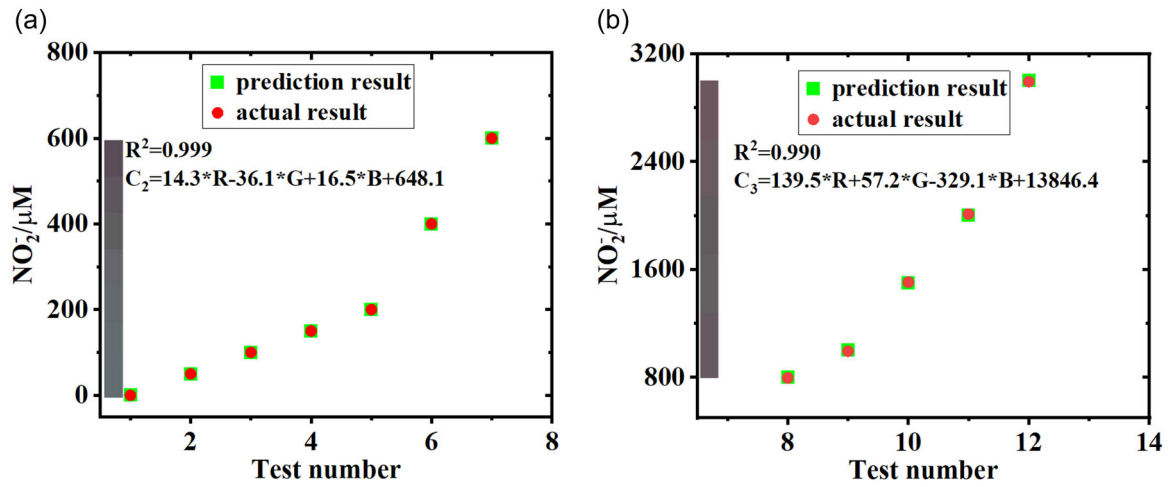 (a)
800
600
400
200
0
NO₂⁻/μM
prediction result
actual result
R²=0.999
C₂=14.3*R-36.1*G+16.5*B+648.1
2 4 6 8
Test number
(b)
3200
2400
1600
800
NO₂⁻/μM
prediction result
actual result
R²=0.990
C₃=139.5*R+57.2*G-329.1*B+13846.4
8 10 12 14
Test number